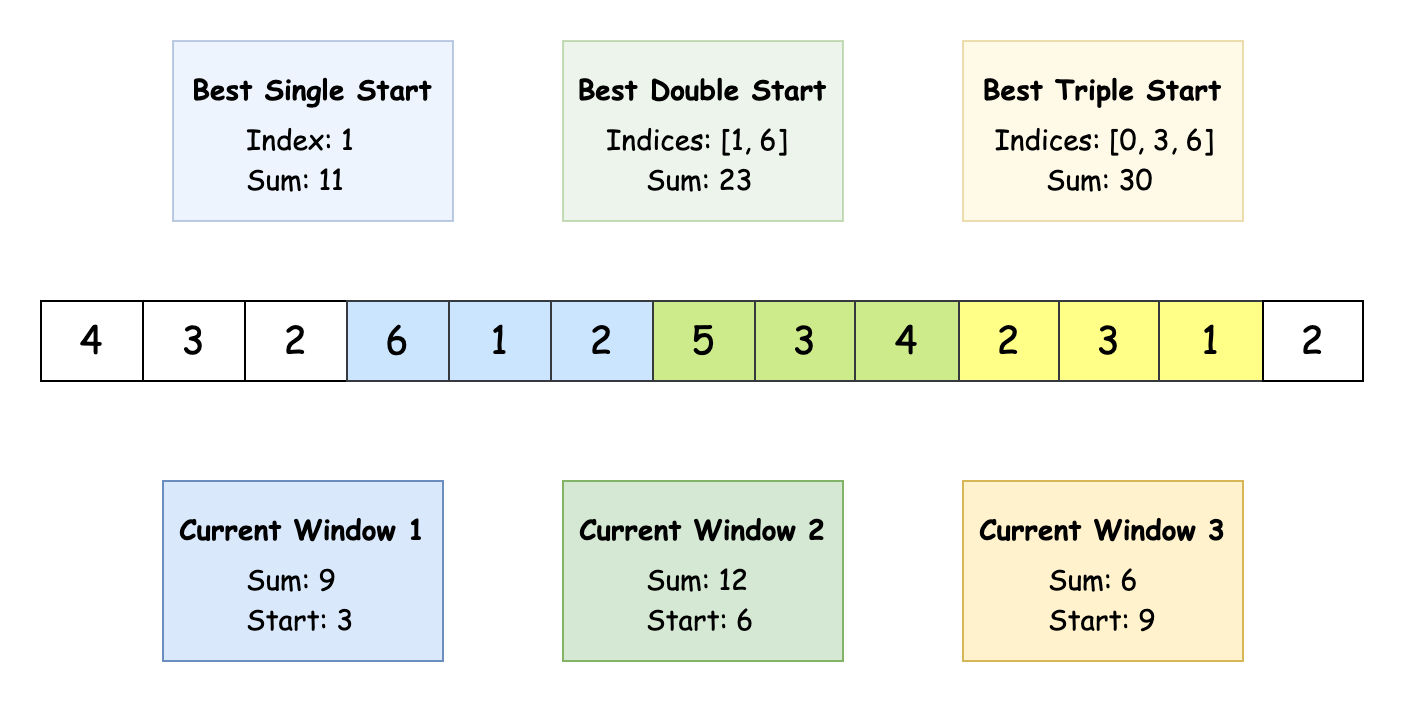 Best Single Start
Index: 1
Sum: 11
Best Double Start
Indices: [1, 6]
Sum: 23
Best Triple Start
Indices: [0, 3, 6]
Sum: 30
4 3 2 6 1 2 5 3 4 2 3 1 2
Current Window 1
Sum: 9
Start: 3
Current Window 2
Sum: 12
Start: 6
Current Window 3
Sum: 6
Start: 9